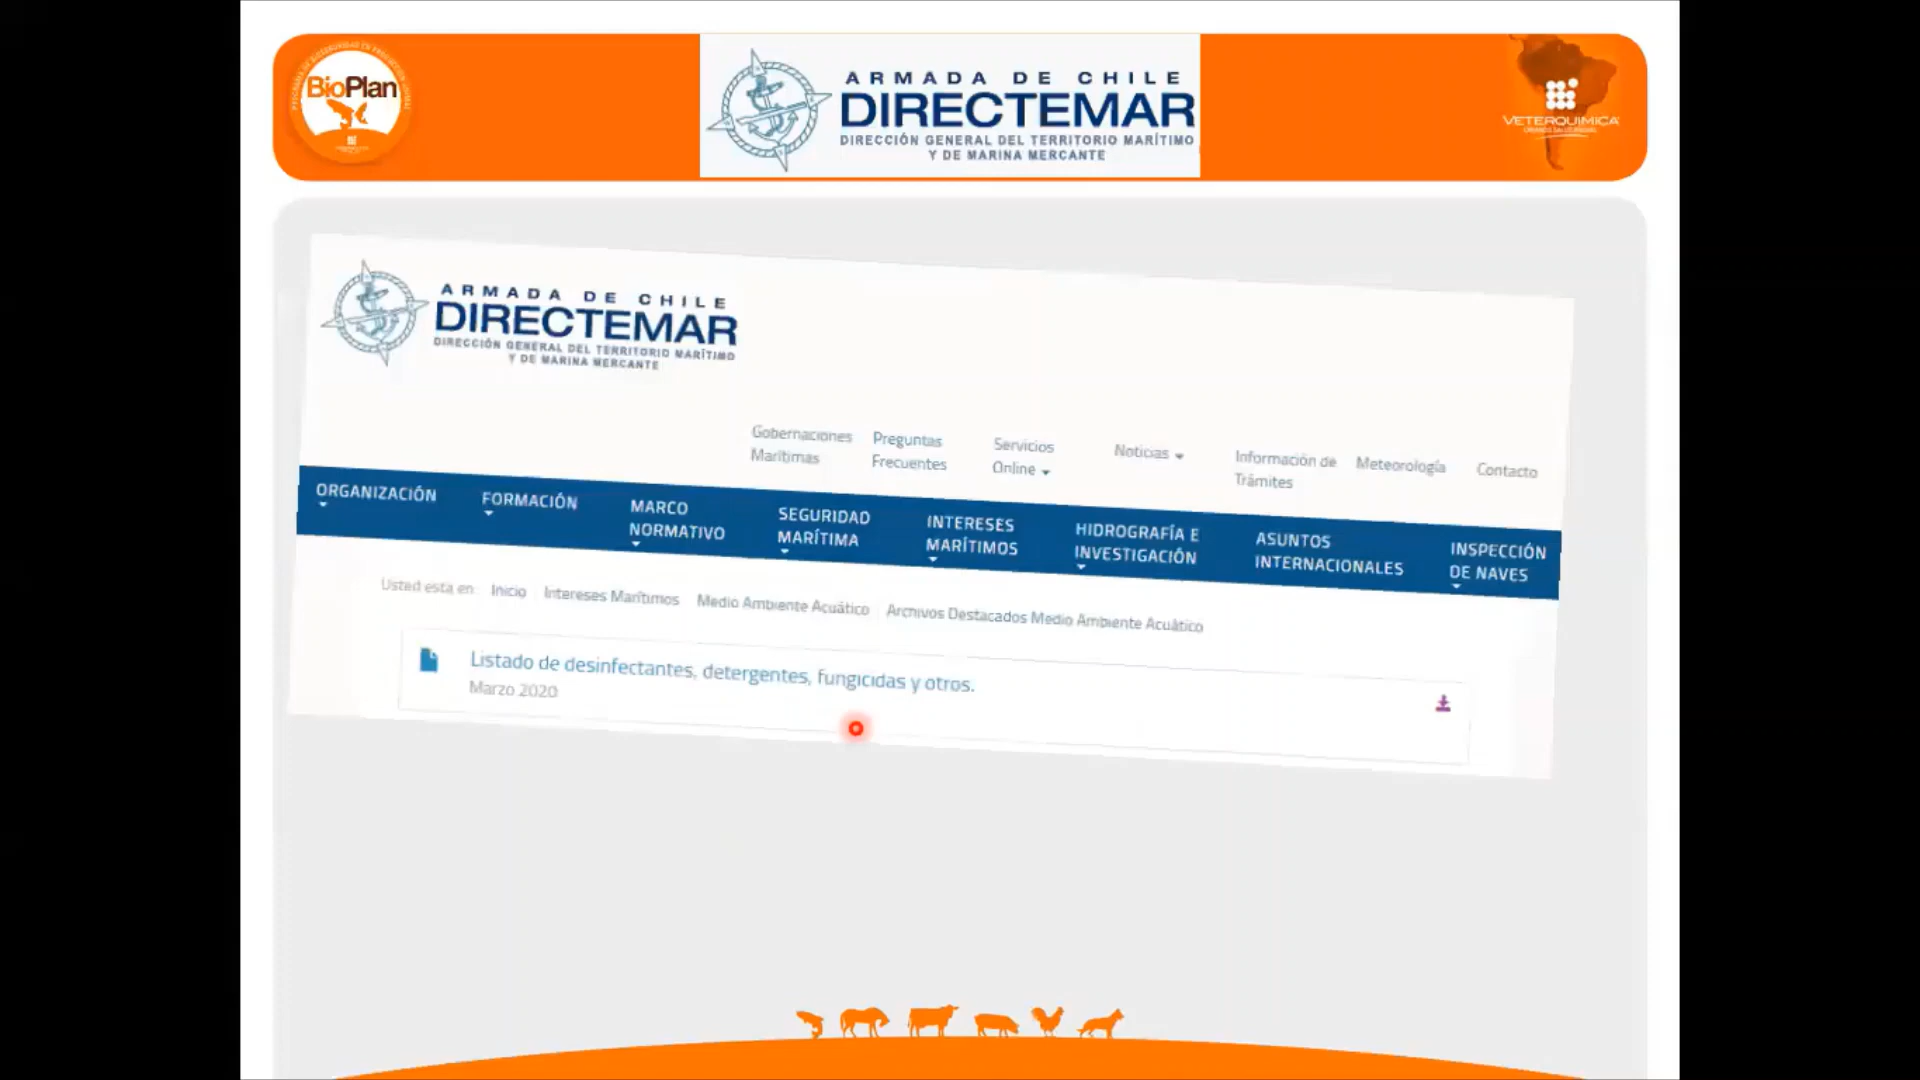 BioPlan
ARMADA DE CHILE
DIRECTEMAR
DIRECCIÓN GENERAL DEL TERRITORIO MARÍTIMO
Y DE MARINA MERCANTE
VETERQUIMICA
ARMADA DE CHILE
DIRECTEMAR
DIRECCIÓN GENERAL DEL TERRITORIO MARÍTIMO
Y DE MARINA MERCANTE
Gobernaciones
Marítimas
Preguntas
Frecuentes
Servicios
Online
Noticias
Información de
Trámites
Meteorología
Contacto
ORGANIZACIÓN
FORMACIÓN
MARCO
NORMATIVO
SEGURIDAD
MARÍTIMA
INTERESES
MARÍTIMOS
HIDROGRAFÍA E
INVESTIGACIÓN
ASUNTOS
INTERNACIONALES
INSPECCIÓN
DE NAVES
Usted está en: Inicio Intereses Marítimos Medio Ambiente Acuático Archivos Destacados Medio Ambiente Acuático
Listado de desinfectantes, detergentes, fungicidas y otros.
Marzo 2020